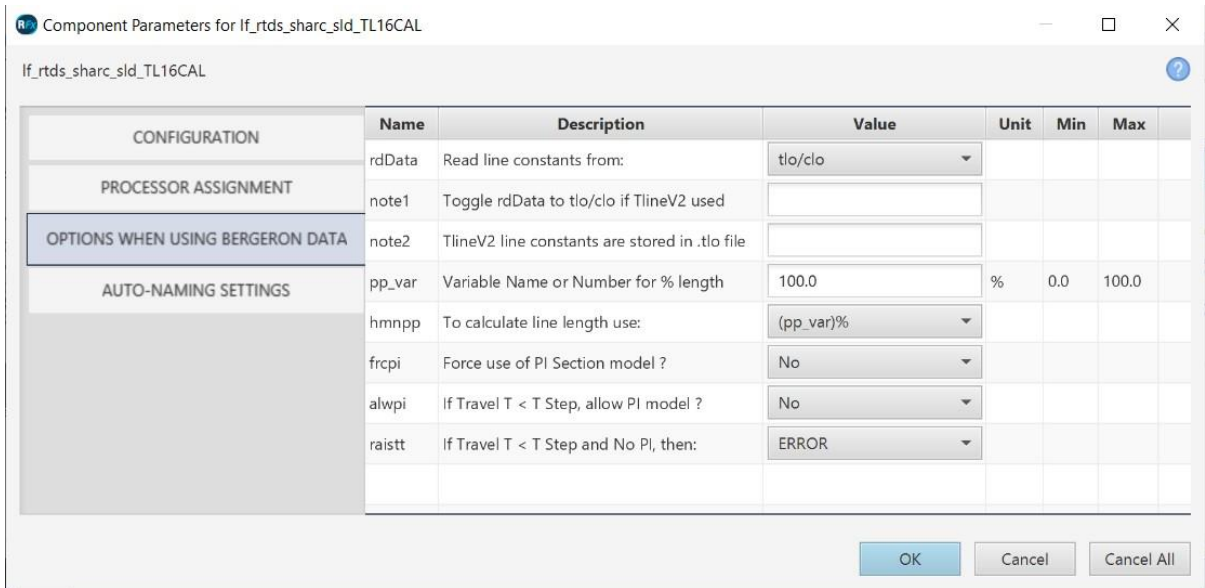 RFX Component Parameters for lf_rtds_sharc_sld_TL16CAL
lf_rtds_sharc_sld_TL16CAL
?
CONFIGURATION
PROCESSOR ASSIGNMENT
OPTIONS WHEN USING BERGERON DATA
AUTO-NAMING SETTINGS
Name Description Value Unit Min Max
rdData Read line constants from: tlo/clo
note1 Toggle rdData to tlo/clo if TlineV2 used
note2 TlineV2 line constants are stored in .tlo file
pp_var Variable Name or Number for % length 100.0 % 0.0 100.0
hmnpp To calculate line length use: (pp_var)%
frcpi Force use of PI Section model ? No
alwpi If Travel T < T Step, allow PI model ? No
raistt If Travel T < T Step and No PI, then: ERROR
OK Cancel Cancel All